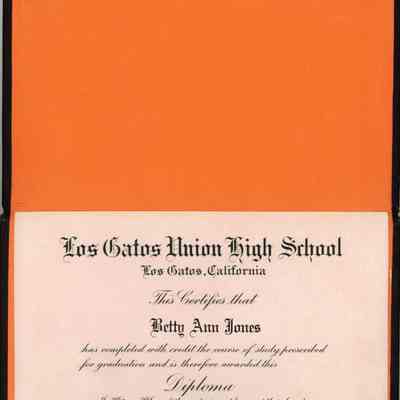 Los Gatos Union High School
Los Gatos, California
This Certifies that
Betty Ann Jones
has completed with credit the course of study prescribed
for graduation and is therefore awarded this
Diploma